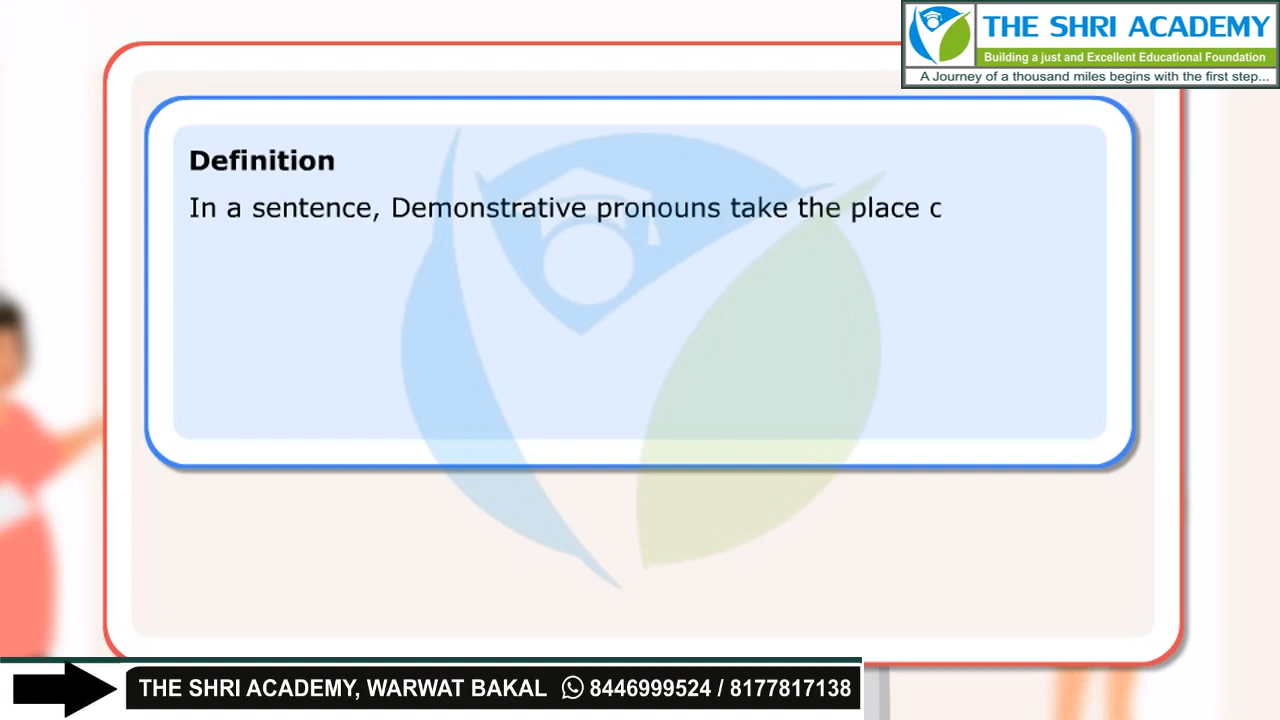 THE SHRI ACADEMY
Building a just and Excellent Educational Foundation
A Journey of a thousand miles begins with the first step...
Definition
In a sentence, Demonstrative pronouns take the place c
THE SHRI ACADEMY, WARWAT BAKAL 8446999524 / 8177817138